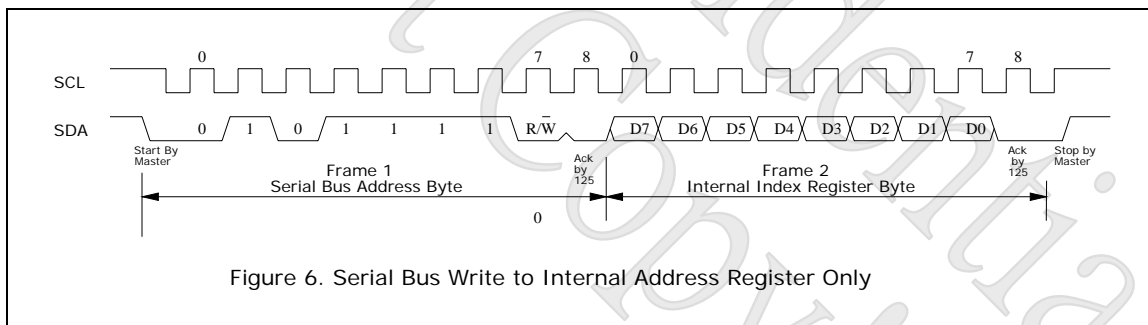 0 7 8 0 7 8
SCL
SDA 0 1 0 1 1 1 1 R/W̅ D7 D6 D5 D4 D3 D2 D1 D0
Start By
Master
Ack
by
125
Ack
by
125
Stop by
Master
Frame 1
Serial Bus Address Byte
Frame 2
Internal Index Register Byte
0
Figure 6. Serial Bus Write to Internal Address Register Only